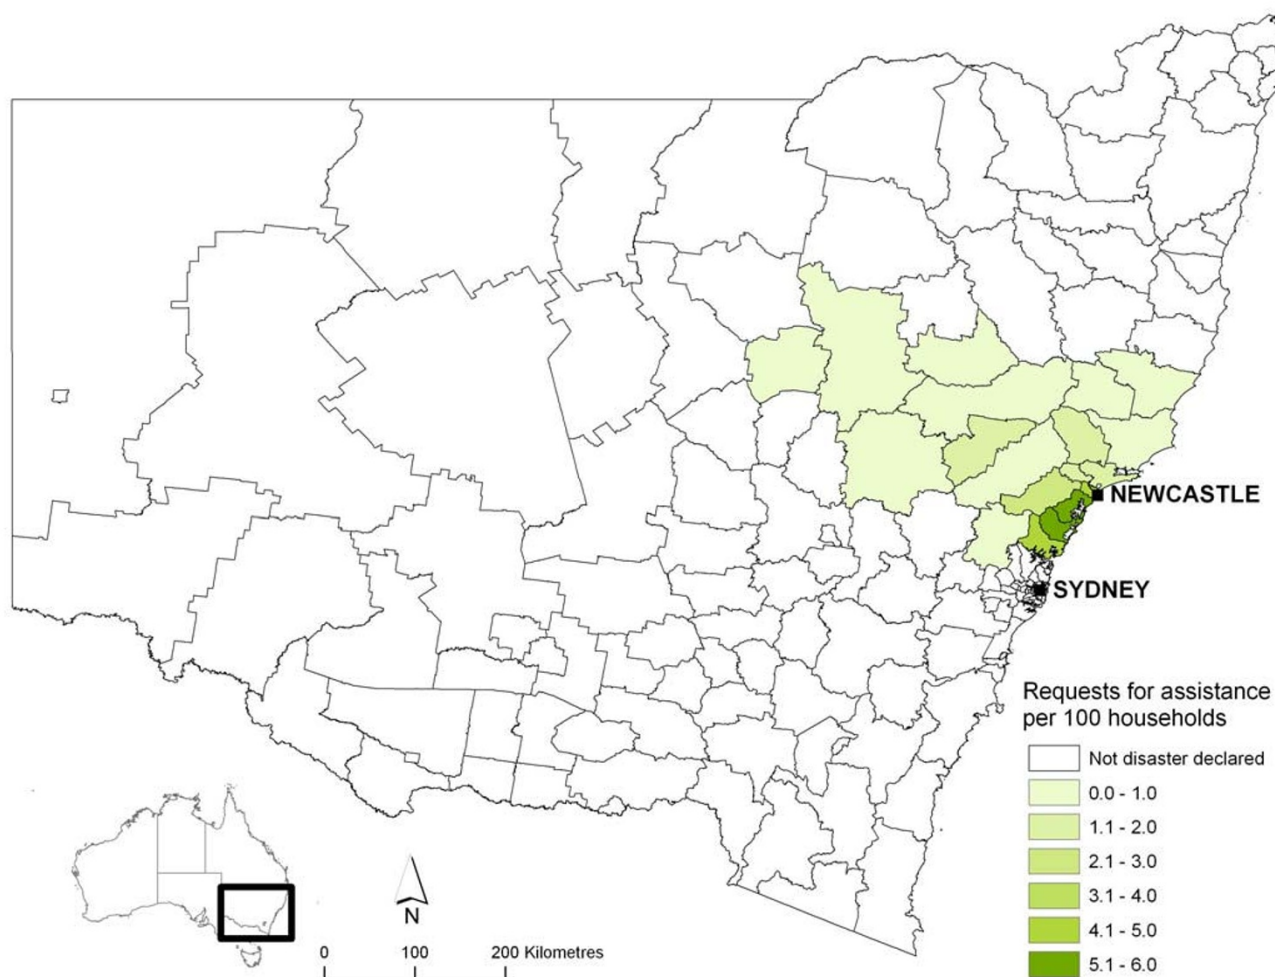 NEWCASTLE
SYDNEY
Requests for assistance
per 100 households
Not disaster declared
0.0 - 1.0
1.1 - 2.0
2.1 - 3.0
3.1 - 4.0
4.1 - 5.0
5.1 - 6.0
N
0 100 200 Kilometres